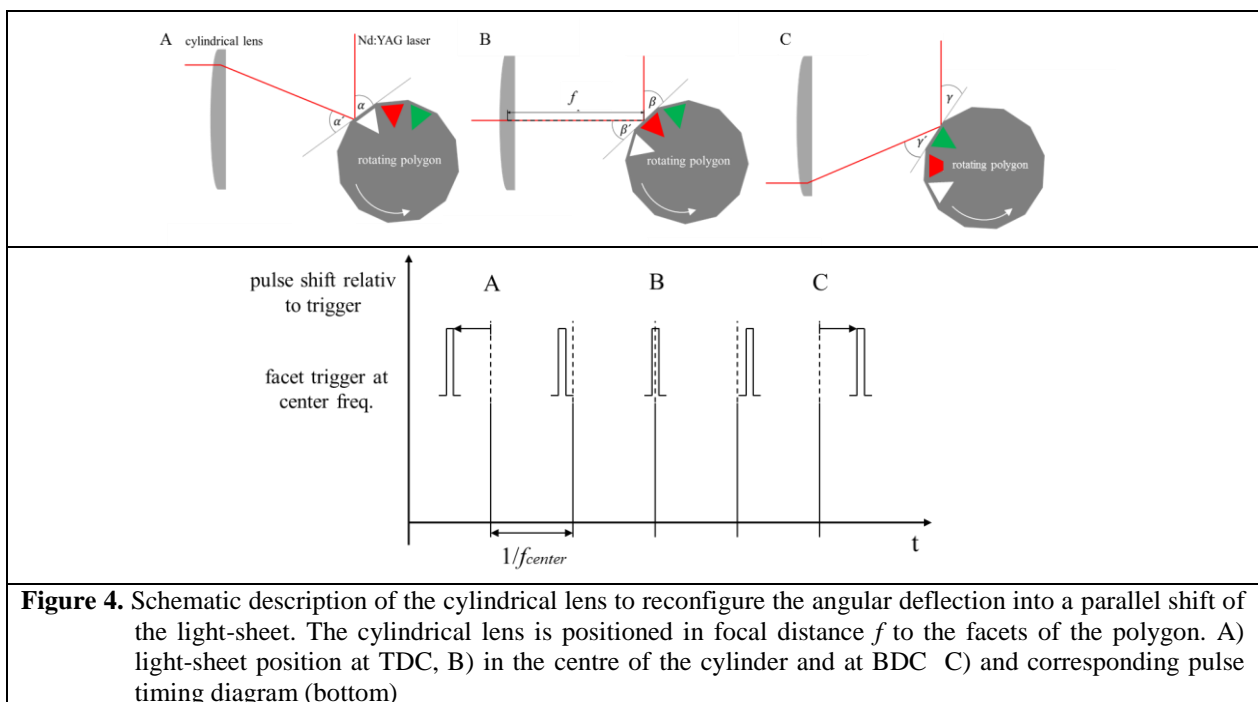 A cylindrical lens Nd:YAG laser
α
α′
rotating polygon
B
f
β
β′
rotating polygon
C
γ
γ′
rotating polygon
pulse shift relativ
to trigger
A B C
facet trigger at
center freq.
1/fcenter
t
Figure 4. Schematic description of the cylindrical lens to reconfigure the angular deflection into a parallel shift of
the light-sheet. The cylindrical lens is positioned in focal distance f to the facets of the polygon. A)
light-sheet position at TDC, B) in the centre of the cylinder and at BDC C) and corresponding pulse
timing diagram (bottom)